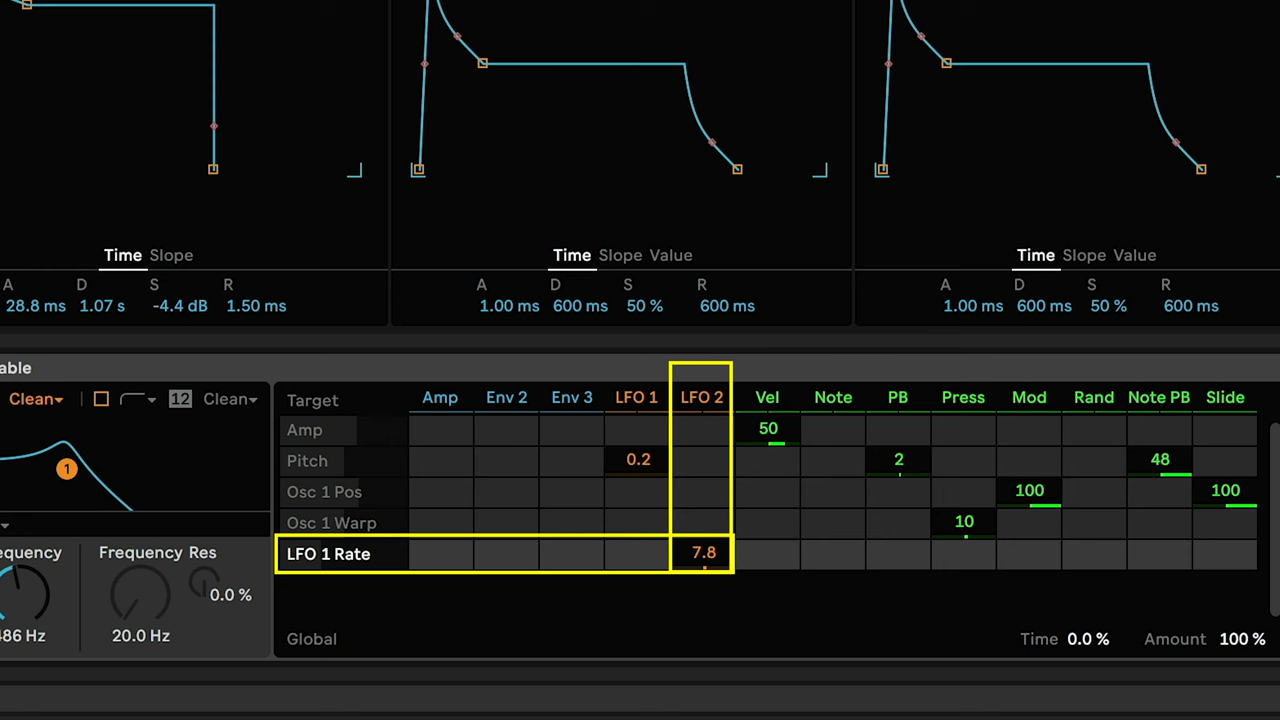 Time Slope
Time Slope Value
Time Slope Value
A D S R
28.8 ms 1.07 s -4.4 dB 1.50 ms
A D S R
1.00 ms 600 ms 50 % 600 ms
A D S R
1.00 ms 600 ms 50 % 600 ms
able
Clean 12 Clean
1
equency Frequency Res
0.0 %
486 Hz 20.0 Hz
Target Amp Env 2 Env 3 LFO 1 LFO 2 Vel Note PB Press Mod Rand Note PB Slide
Amp 50
Pitch 0.2 2 48
Osc 1 Pos 100 100
Osc 1 Warp 10
LFO 1 Rate 7.8
Global Time 0.0 % Amount 100 %